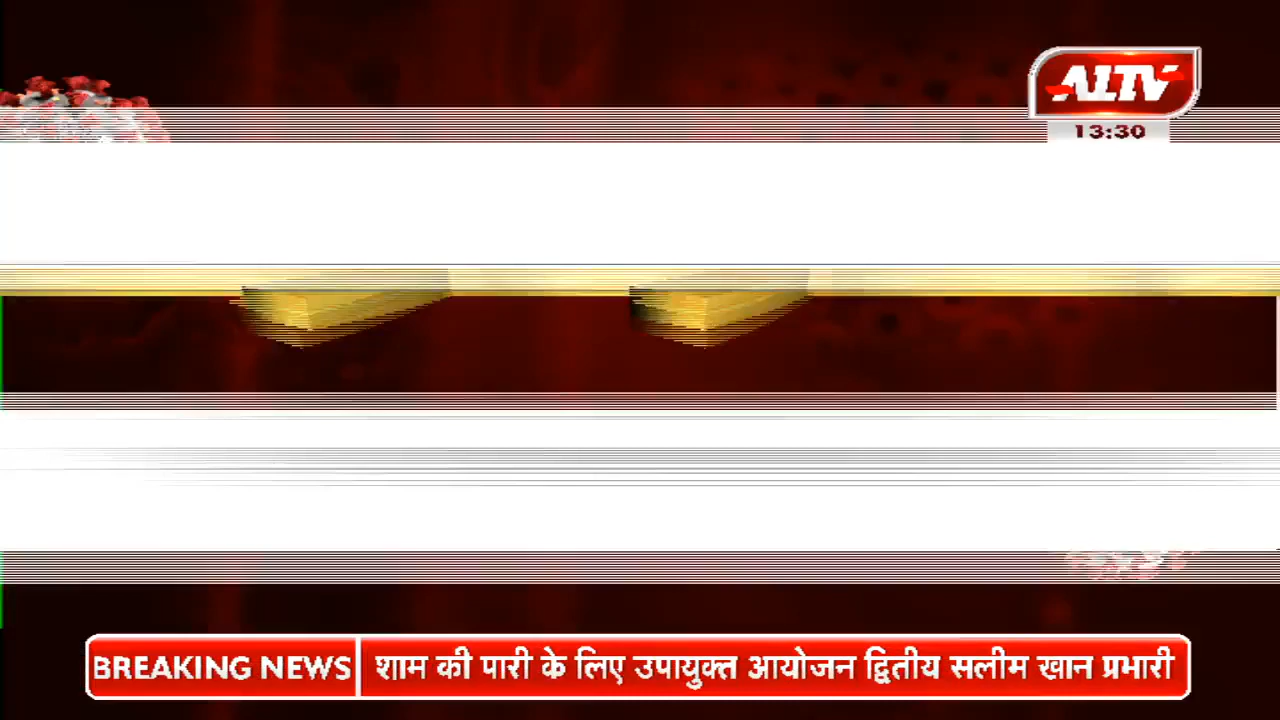 ALTV
13:30
BREAKING NEWS शाम की पारी के लिए उपायुक्त आयोजन द्वितीय सलीम खान प्रभारी